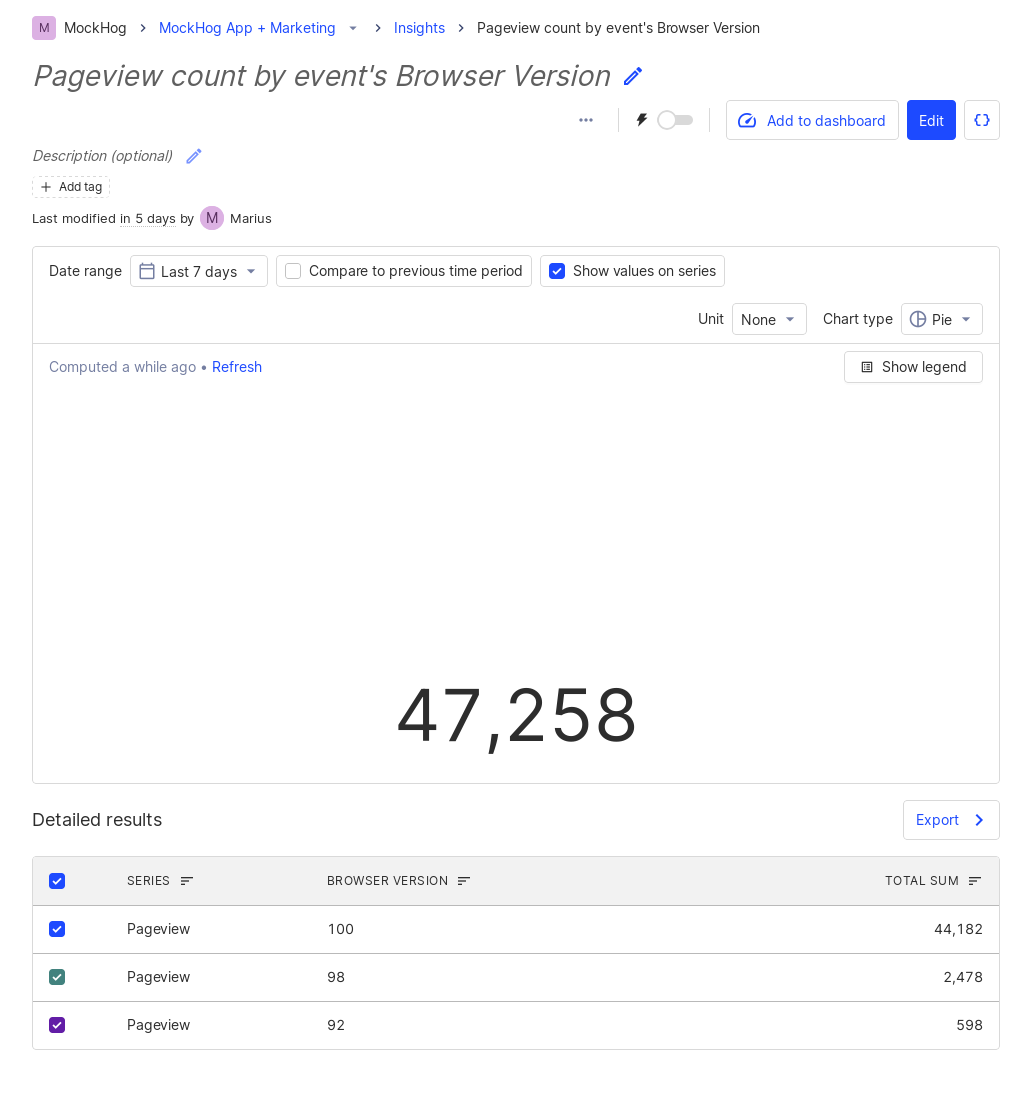 M MockHog MockHog App + Marketing Insights Pageview count by event's Browser Version
Pageview count by event's Browser Version
Add to dashboard Edit
Description (optional)
Add tag
Last modified in 5 days by M Marius
Date range Last 7 days Compare to previous time period Show values on series
Unit None Chart type Pie
Computed a while ago • Refresh Show legend
47,258
Detailed results Export
SERIES BROWSER VERSION TOTAL SUM
Pageview 100 44,182
Pageview 98 2,478
Pageview 92 598